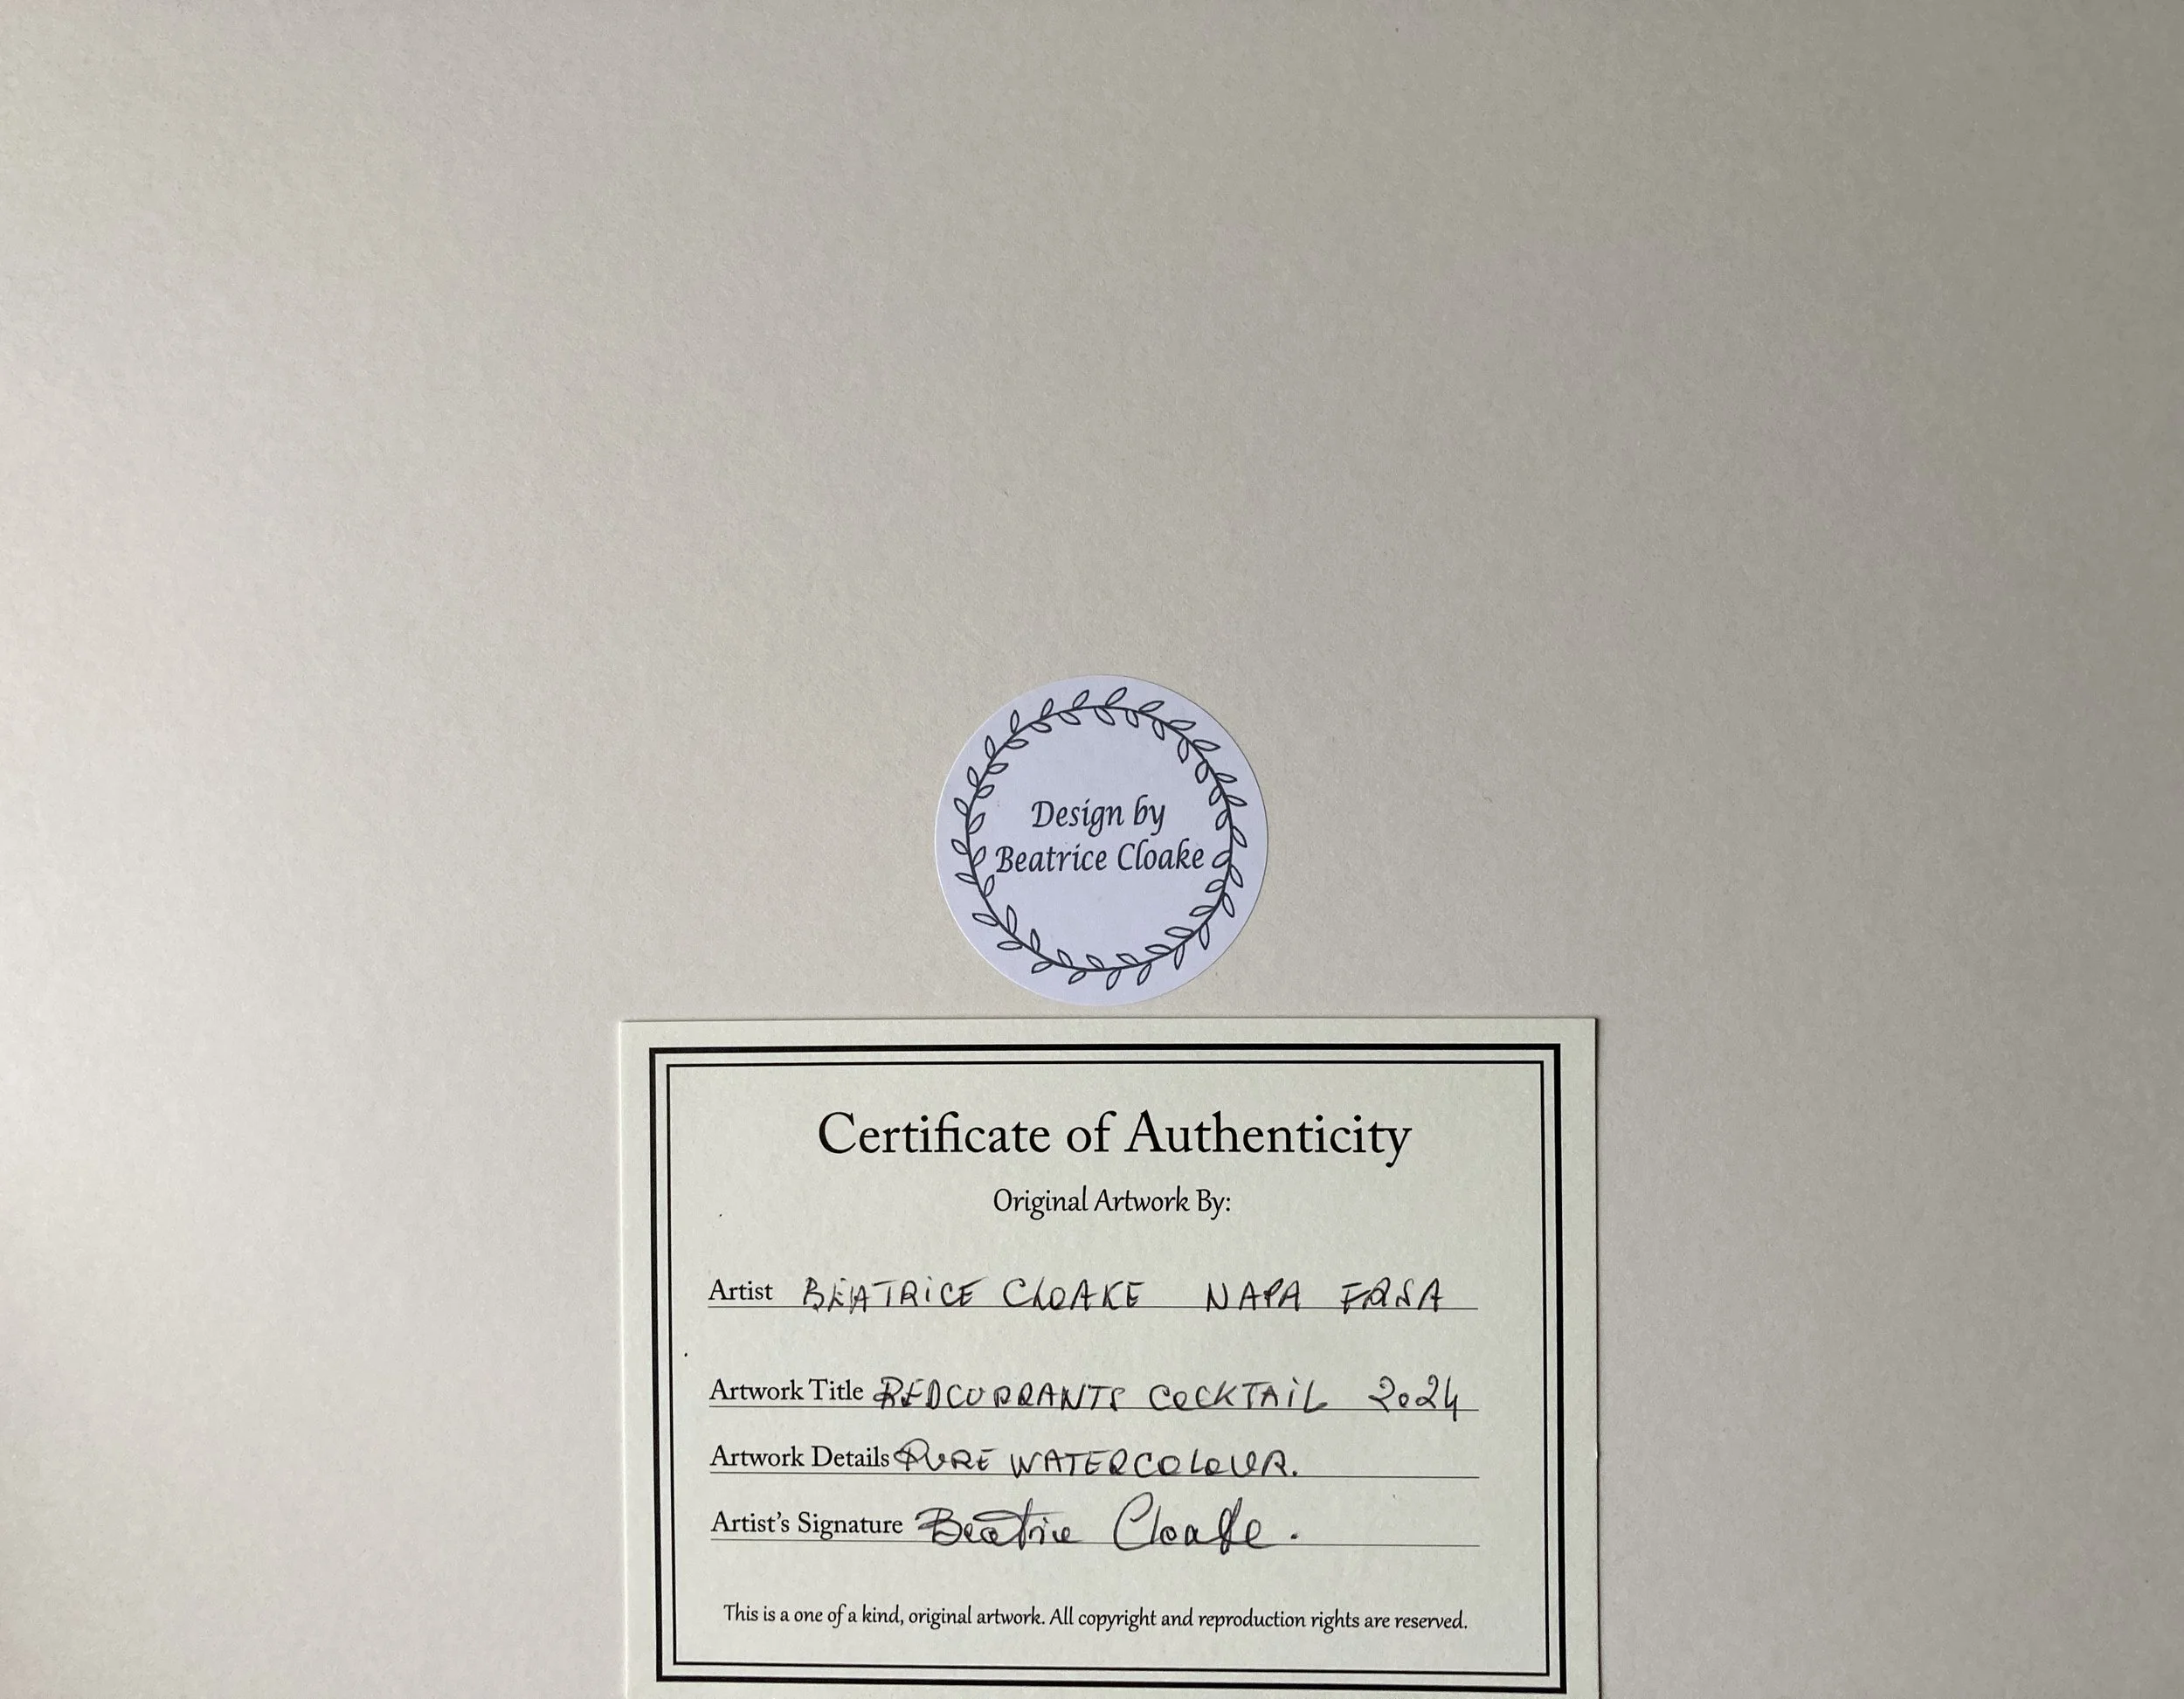 Design by
Beatrice Cloake
Certificate of Authenticity
Original Artwork By:
Artist BEATRICE CLOAKE NAPA FRSA
Artwork Title REDCURRANTS COCKTAIL 2024
Artwork Details PURE WATERCOLOUR.
Artist's Signature Beatrice Cloake.
This is a one of a kind, original artwork. All copyright and reproduction rights are reserved.